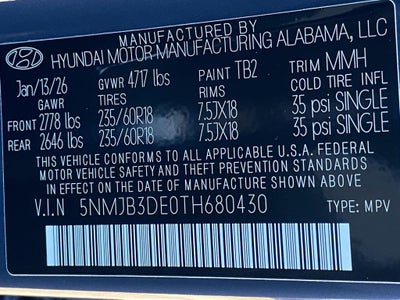 MANUFACTURED BY
HYUNDAI MOTOR MANUFACTURING ALABAMA, LLC
Jan/13/26 GVWR 4717 lbs PAINT TB2 TRIM MMH
GAWR TIRES RIMS COLD TIRE INFL
FRONT 2778 lbs 235/60R18 7.5JX18 35 psi SINGLE
REAR 2646 lbs 235/60R18 7.5JX18 35 psi SINGLE
THIS VEHICLE CONFORMS TO ALL APPLICABLE U.S.A. FEDERAL
MOTOR VEHICLE SAFETY AND THEFT PREVENTION STANDARDS
IN EFFECT ON THE DATE OF MANUFACTURE SHOWN ABOVE.
V.I.N 5NMJB3DE0TH680430 TYPE: MPV